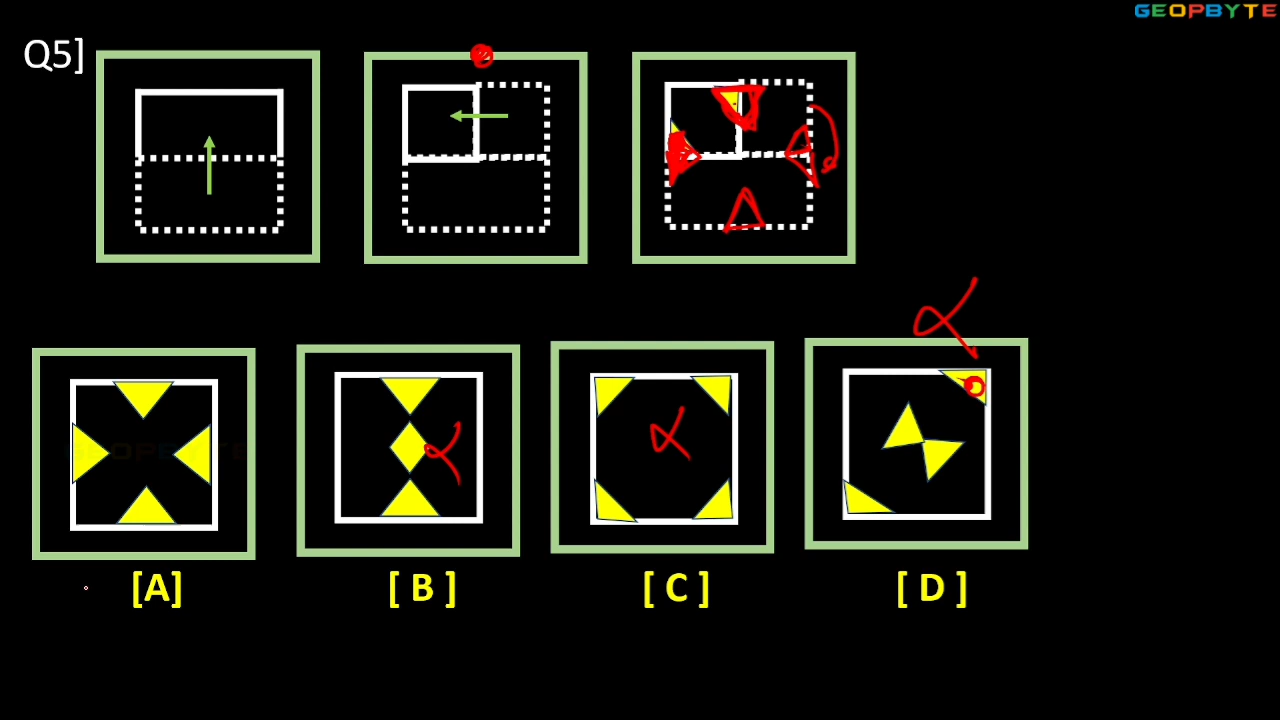 GEOPBYTE
Q5]
[A]
[ B ]
[ C ]
[ D ]